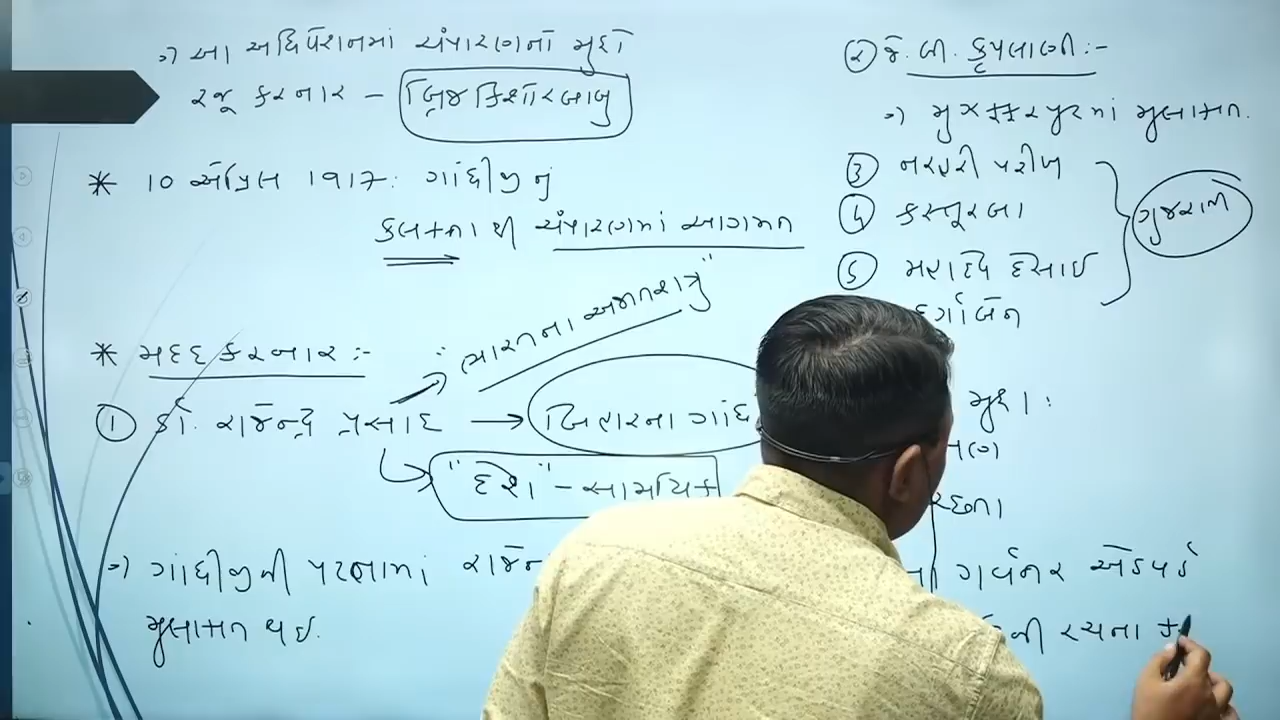 →) આ અધિવેશનમાં ચંપારણનો મુદ્દો
રજૂ કરનાર - બ્રિજકિશોરબાબુ
* 10 એપ્રિલ 1917: ગાંધીજીનું
કલકત્તાથી ચંપારણમાં આગમન
* મદદ કરનાર :-
"ભારતના અજાતશત્રુ"
① ડૉ. રાજેન્દ્ર પ્રસાદ → બિહારના ગાંધી
"દેશ" - સામયિક
→) ગાંધીજીની પટનામાં
મુલાકાત થઇ.
② જે. બી. કૃપલાણી :-
→) મુઝફ્ફરપુરમાં મુલાકાત.
③ નરહરી પરીખ
④ કસ્તૂરબા
⑤ મહાદેવ દેસાઇ
ગુજરાતી
ગવર્નર એડવર્ડ
રચના